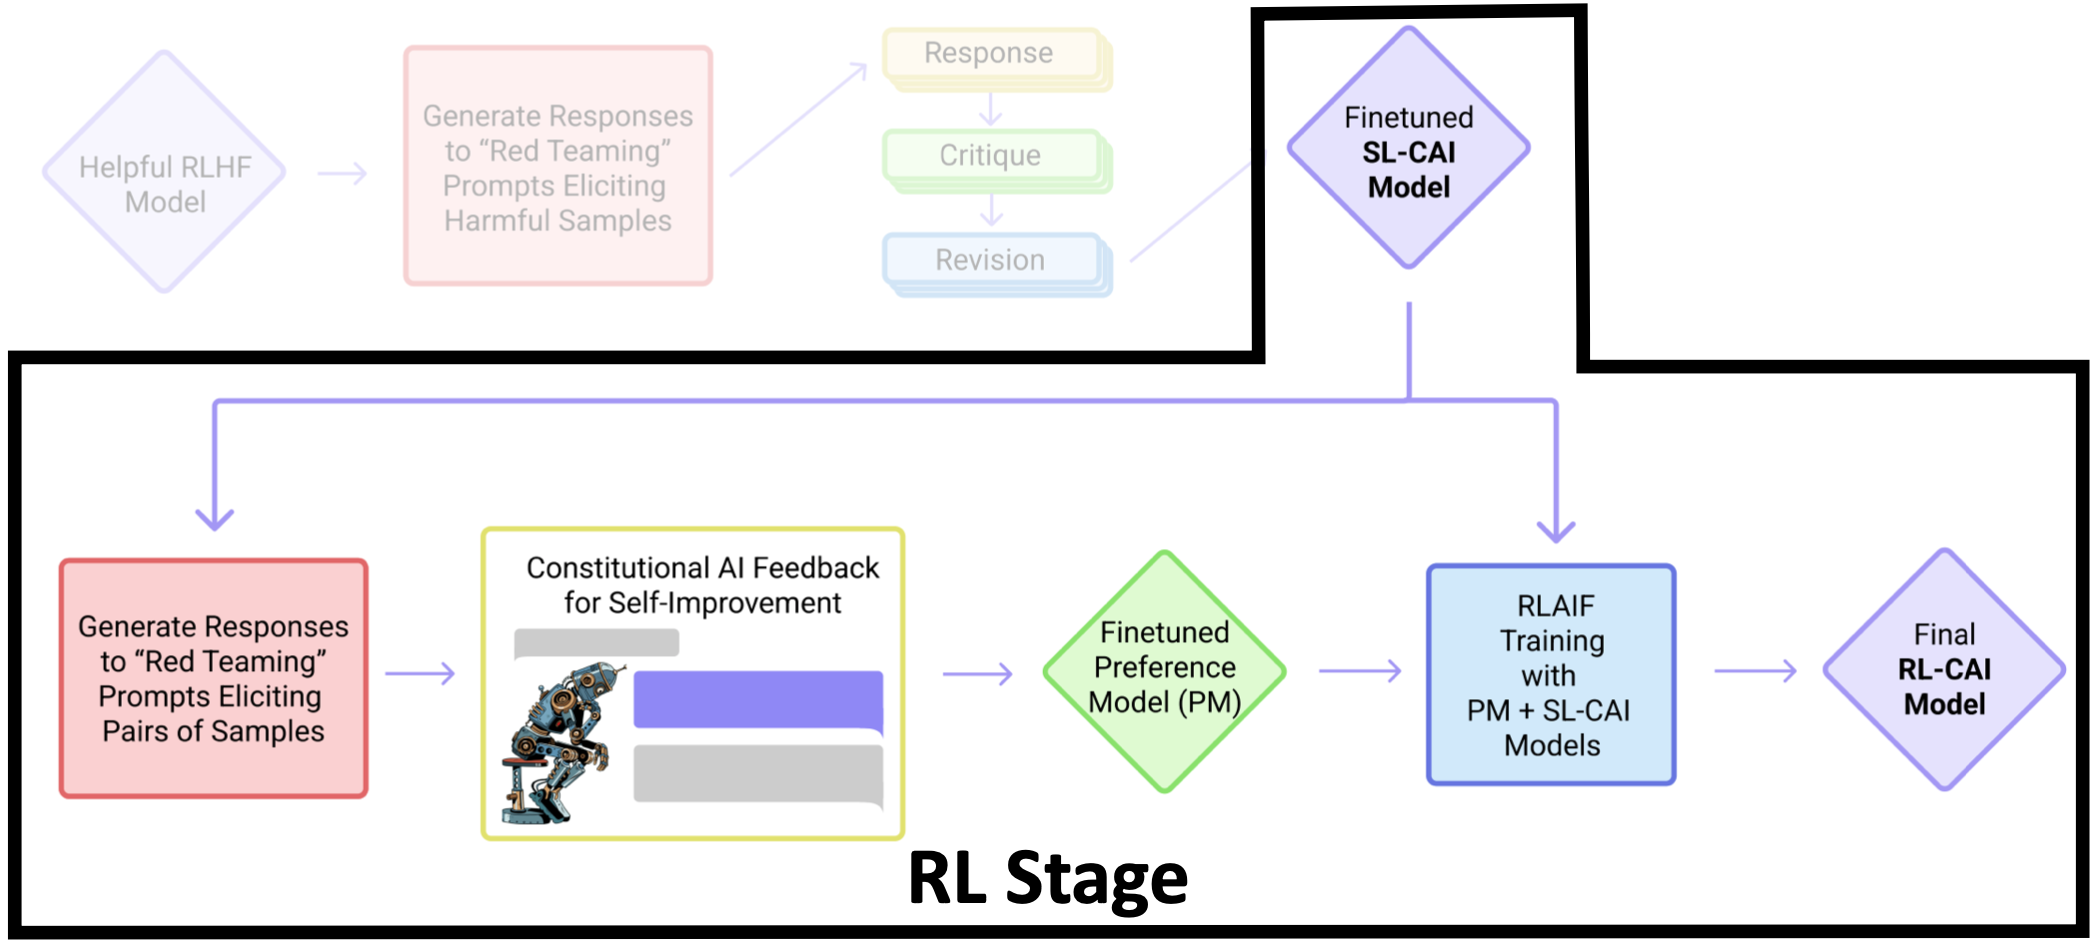 Helpful RLHF
Model
Generate Responses
to “Red Teaming”
Prompts Eliciting
Harmful Samples
Response
Critique
Revision
Finetuned
SL-CAI
Model
Generate Responses
to “Red Teaming”
Prompts Eliciting
Pairs of Samples
Constitutional AI Feedback
for Self-Improvement
Finetuned
Preference
Model (PM)
RLAIF
Training
with
PM + SL-CAI
Models
Final
RL-CAI
Model
RL Stage